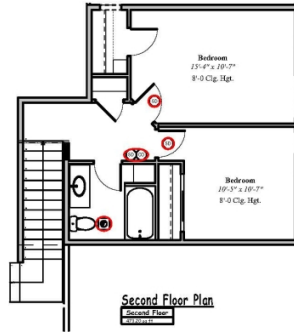 Bedroom
15'-4" x 10'-7"
8'-0 Clg. Hgt.
Bedroom
10'-5" x 10'-7"
8'-0 Clg. Hgt.
Second Floor Plan
Second Floor